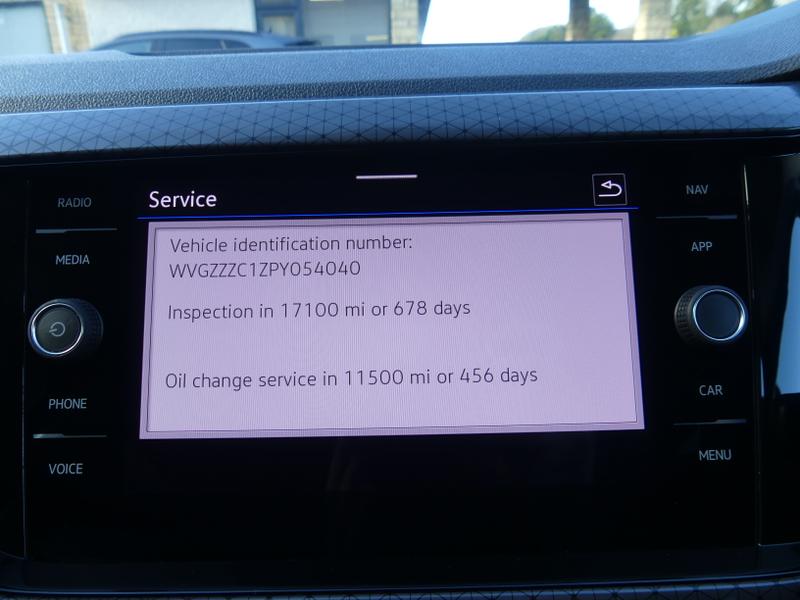 Service
Vehicle identification number:
WVGZZZC1ZPY054040
Inspection in 17100 mi or 678 days
Oil change service in 11500 mi or 456 days
RADIO
MEDIA
PHONE
VOICE
NAV
APP
CAR
MENU